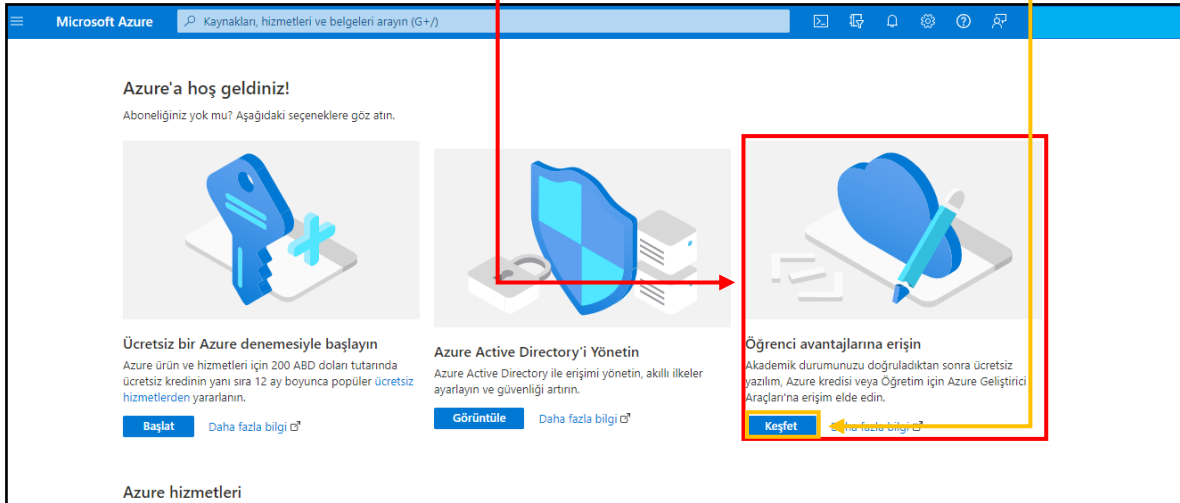 Microsoft Azure
Kaynakları, hizmetleri ve belgeleri arayın (G+/)
Azure'a hoş geldiniz!
Aboneliğiniz yok mu? Aşağıdaki seçeneklere göz atın.
Ücretsiz bir Azure denemesiyle başlayın
Azure ürün ve hizmetleri için 200 ABD doları tutarında
ücretsiz kredinin yanı sıra 12 ay boyunca popüler ücretsiz
hizmetlerden yararlanın.
Başlat
Daha fazla bilgi
Azure Active Directory'i Yönetin
Azure Active Directory ile erişimi yönetin, akıllı ilkeler
ayarlayın ve güvenliği artırın.
Görüntüle
Daha fazla bilgi
Öğrenci avantajlarına erişin
Akademik durumunuzu doğruladıktan sonra ücretsiz
yazılım, Azure kredisi veya Öğretim için Azure Geliştirici
Araçları'na erişim elde edin.
Keşfet
Daha fazla bilgi
Azure hizmetleri